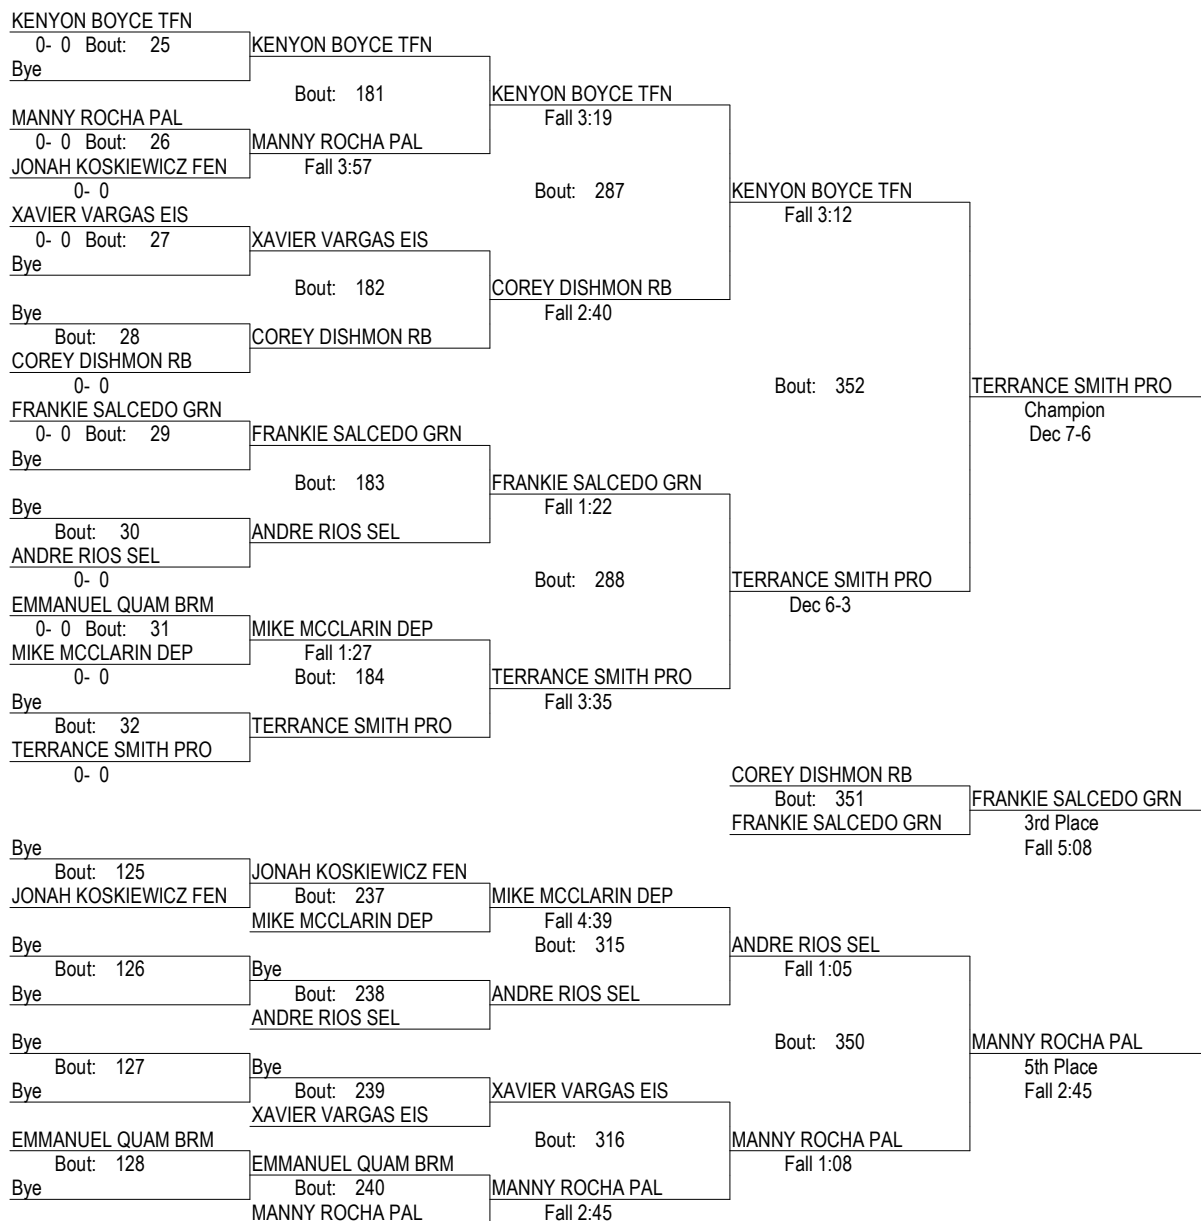 KENYON BOYCE TFN
0- 0 Bout: 25 KENYON BOYCE TFN
Bye
Bout: 181 KENYON BOYCE TFN
MANNY ROCHA PAL Fall 3:19
0- 0 Bout: 26 MANNY ROCHA PAL
JONAH KOSKIEWICZ FEN Fall 3:57
0- 0 Bout: 287 KENYON BOYCE TFN
XAVIER VARGAS EIS Fall 3:12
0- 0 Bout: 27 XAVIER VARGAS EIS
Bye
Bout: 182 COREY DISHMON RB
Bye Fall 2:40
Bout: 28 COREY DISHMON RB
COREY DISHMON RB
0- 0 Bout: 352 TERRANCE SMITH PRO
FRANKIE SALCEDO GRN Champion
0- 0 Bout: 29 FRANKIE SALCEDO GRN Dec 7-6
Bye
Bout: 183 FRANKIE SALCEDO GRN
Bye Fall 1:22
Bout: 30 ANDRE RIOS SEL
ANDRE RIOS SEL
0- 0 Bout: 288 TERRANCE SMITH PRO
EMMANUEL QUAM BRM Dec 6-3
0- 0 Bout: 31 MIKE MCCLARIN DEP
MIKE MCCLARIN DEP Fall 1:27
0- 0 Bout: 184 TERRANCE SMITH PRO
Bye Fall 3:35
Bout: 32 TERRANCE SMITH PRO
TERRANCE SMITH PRO
0- 0 COREY DISHMON RB
Bout: 351 FRANKIE SALCEDO GRN
FRANKIE SALCEDO GRN 3rd Place
Bye Fall 5:08
Bout: 125 JONAH KOSKIEWICZ FEN
JONAH KOSKIEWICZ FEN Bout: 237 MIKE MCCLARIN DEP
MIKE MCCLARIN DEP Fall 4:39
Bye Bout: 315 ANDRE RIOS SEL
Bout: 126 Bye Fall 1:05
Bye Bout: 238 ANDRE RIOS SEL
ANDRE RIOS SEL
Bye Bout: 350 MANNY ROCHA PAL
Bout: 127 Bye 5th Place
Bye Bout: 239 XAVIER VARGAS EIS Fall 2:45
XAVIER VARGAS EIS
EMMANUEL QUAM BRM Bout: 316 MANNY ROCHA PAL
Bout: 128 EMMANUEL QUAM BRM Fall 1:08
Bye Bout: 240 MANNY ROCHA PAL
MANNY ROCHA PAL Fall 2:45